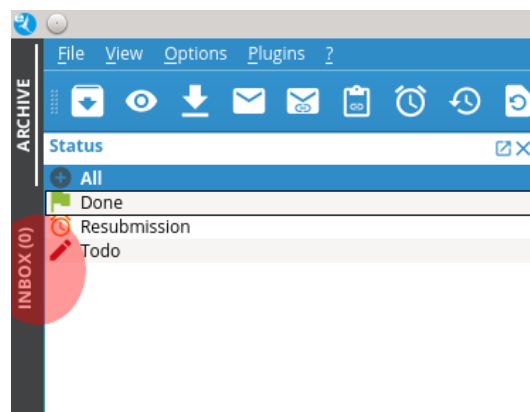 File View Options Plugins ?
ARCHIVE
INBOX (0)
Status
All
Done
Resubmission
Todo